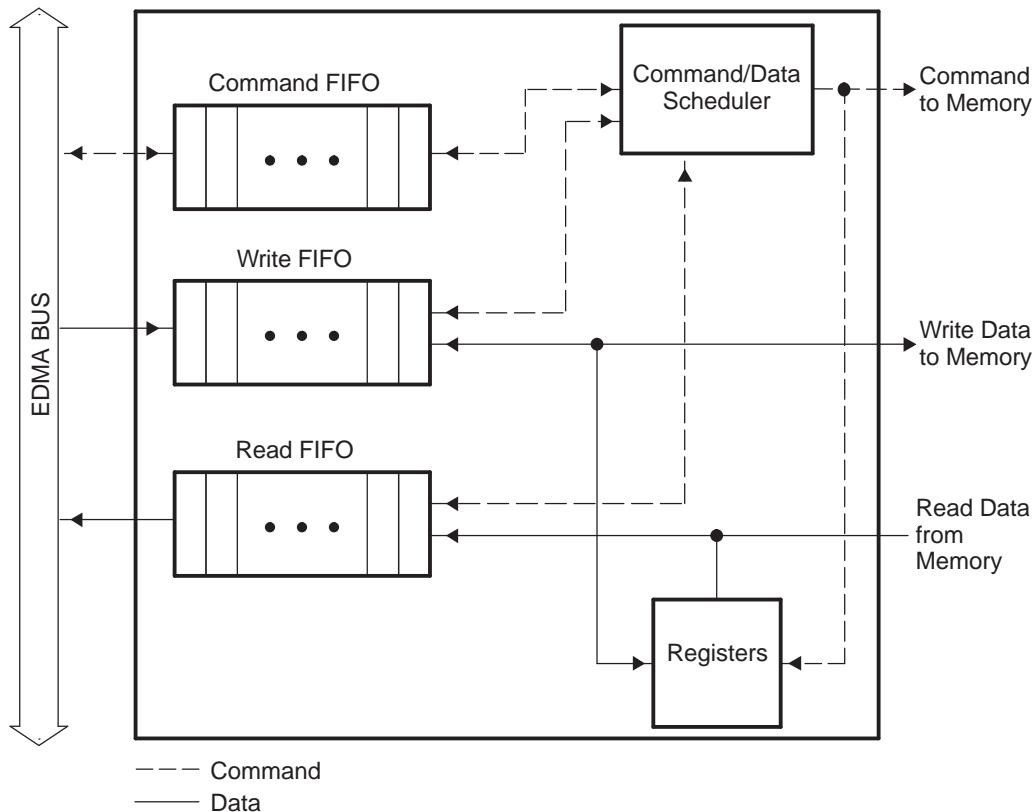 Command FIFO
Command/Data
Scheduler
Command
to Memory
Write FIFO
EDMA BUS
Write Data
to Memory
Read FIFO
Read Data
from
Memory
Registers
Command
Data